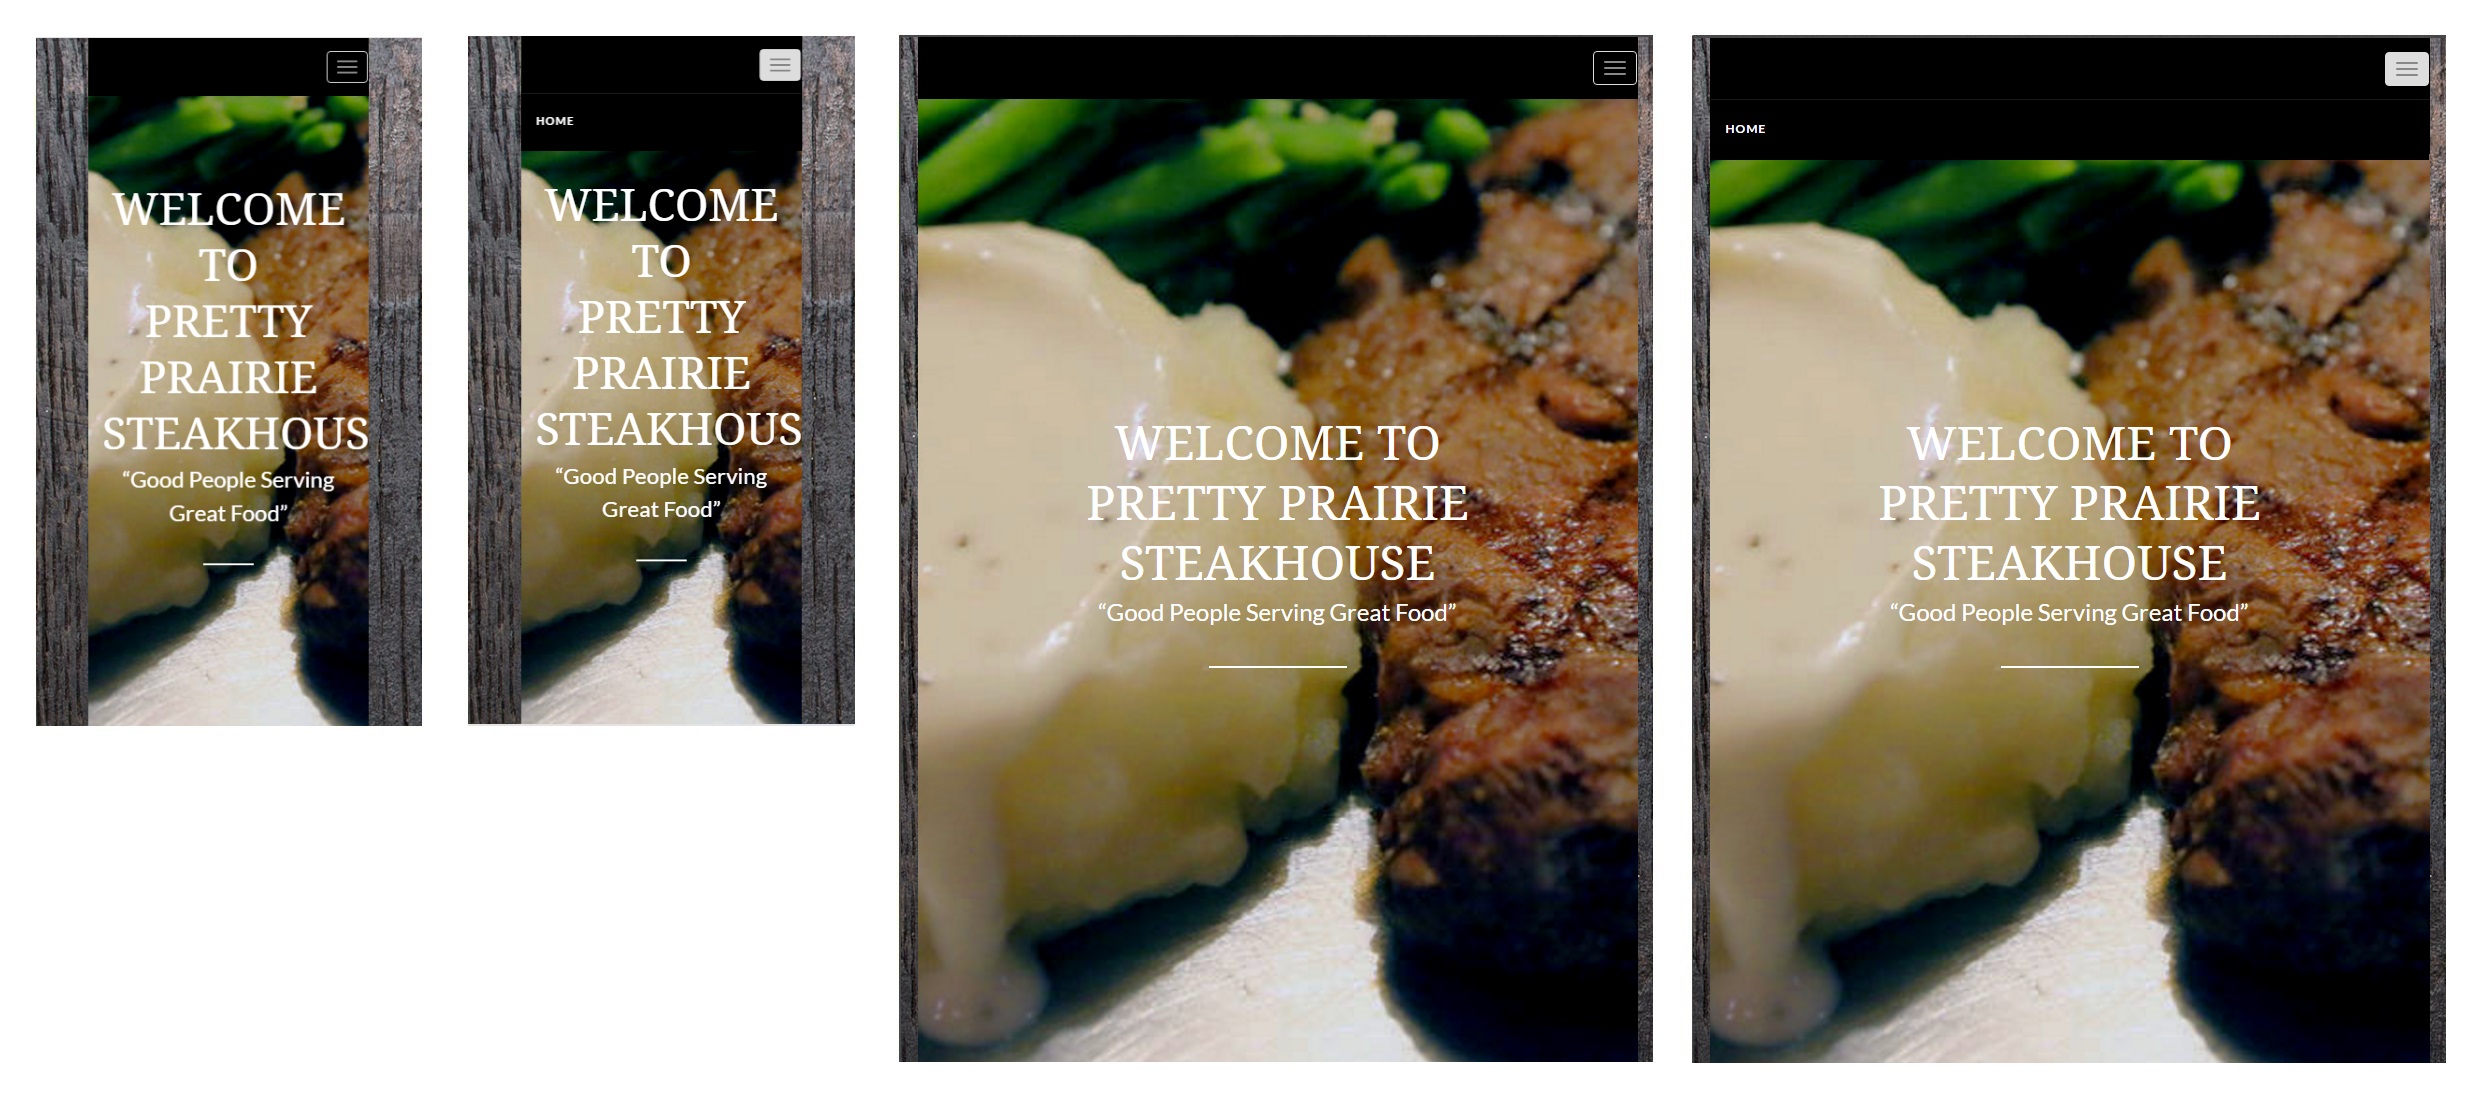 WELCOME
TO
PRETTY
PRAIRIE
STEAKHOUS
“Good People Serving
Great Food”
HOME
WELCOME
TO
PRETTY
PRAIRIE
STEAKHOUS
“Good People Serving
Great Food”
WELCOME TO
PRETTY PRAIRIE
STEAKHOUSE
“Good People Serving Great Food”
HOME
WELCOME TO
PRETTY PRAIRIE
STEAKHOUSE
“Good People Serving Great Food”